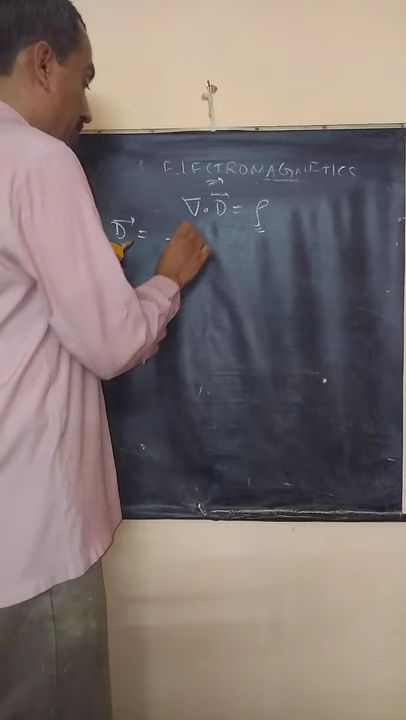 ELECTROMAGNETICS
∇⃗·D⃗ = ρ
D⃗ = -